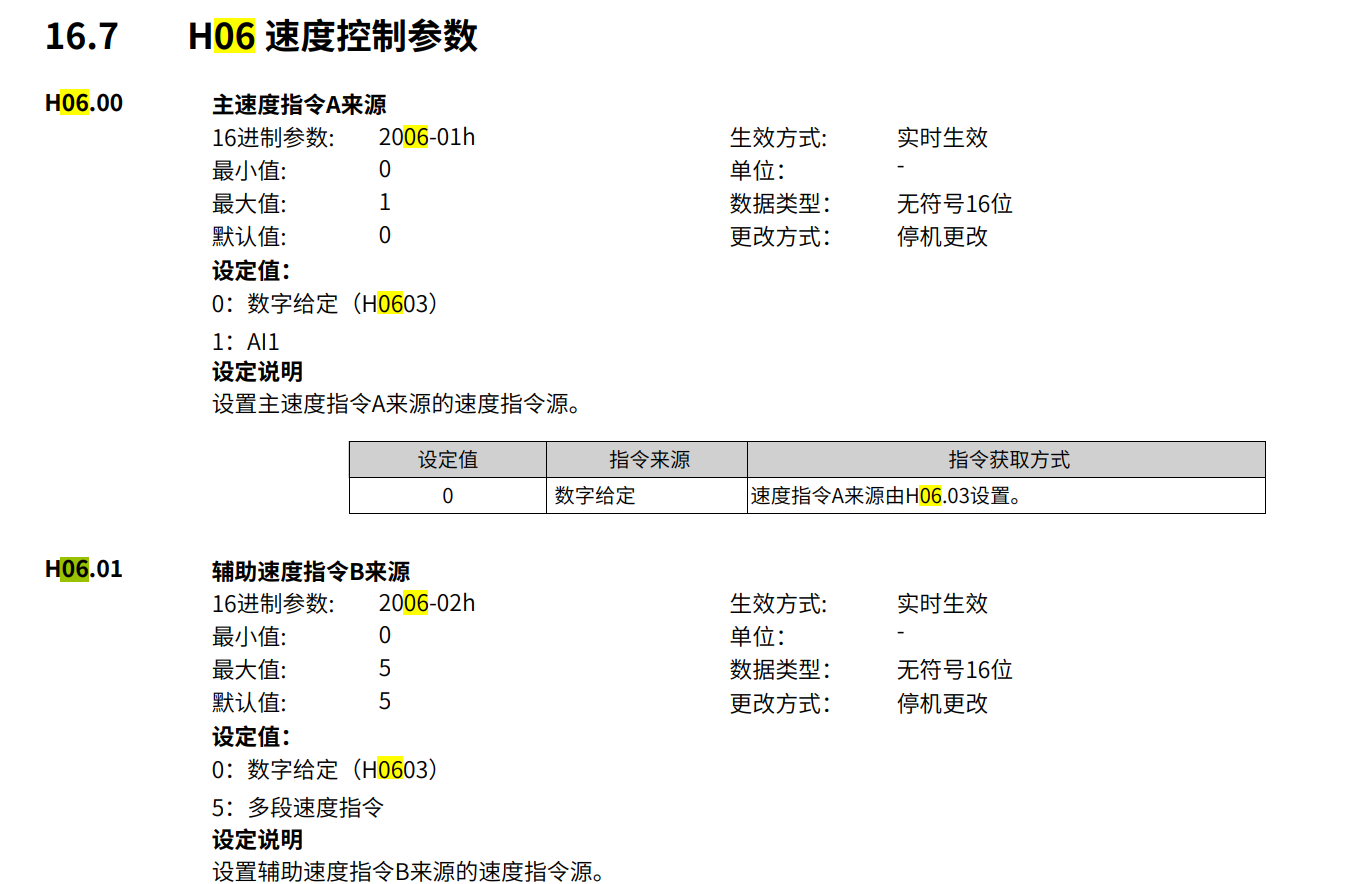 16.7 H06 速度控制参数
H06.00 主速度指令A来源
16进制参数: 2006-01h 生效方式: 实时生效
最小值: 0 单位： -
最大值: 1 数据类型： 无符号16位
默认值: 0 更改方式： 停机更改
设定值：
0：数字给定（H0603）
1：AI1
设定说明
设置主速度指令A来源的速度指令源。
设定值 指令来源 指令获取方式
0 数字给定 速度指令A来源由H06.03设置。
H06.01 辅助速度指令B来源
16进制参数: 2006-02h 生效方式: 实时生效
最小值: 0 单位： -
最大值: 5 数据类型： 无符号16位
默认值: 5 更改方式： 停机更改
设定值：
0：数字给定（H0603）
5：多段速度指令
设定说明
设置辅助速度指令B来源的速度指令源。